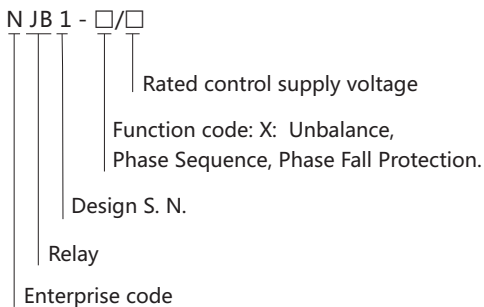 N JB 1 - □/□
Rated control supply voltage
Function code: X: Unbalance,
Phase Sequence, Phase Fall Protection.
Design S. N.
Relay
Enterprise code